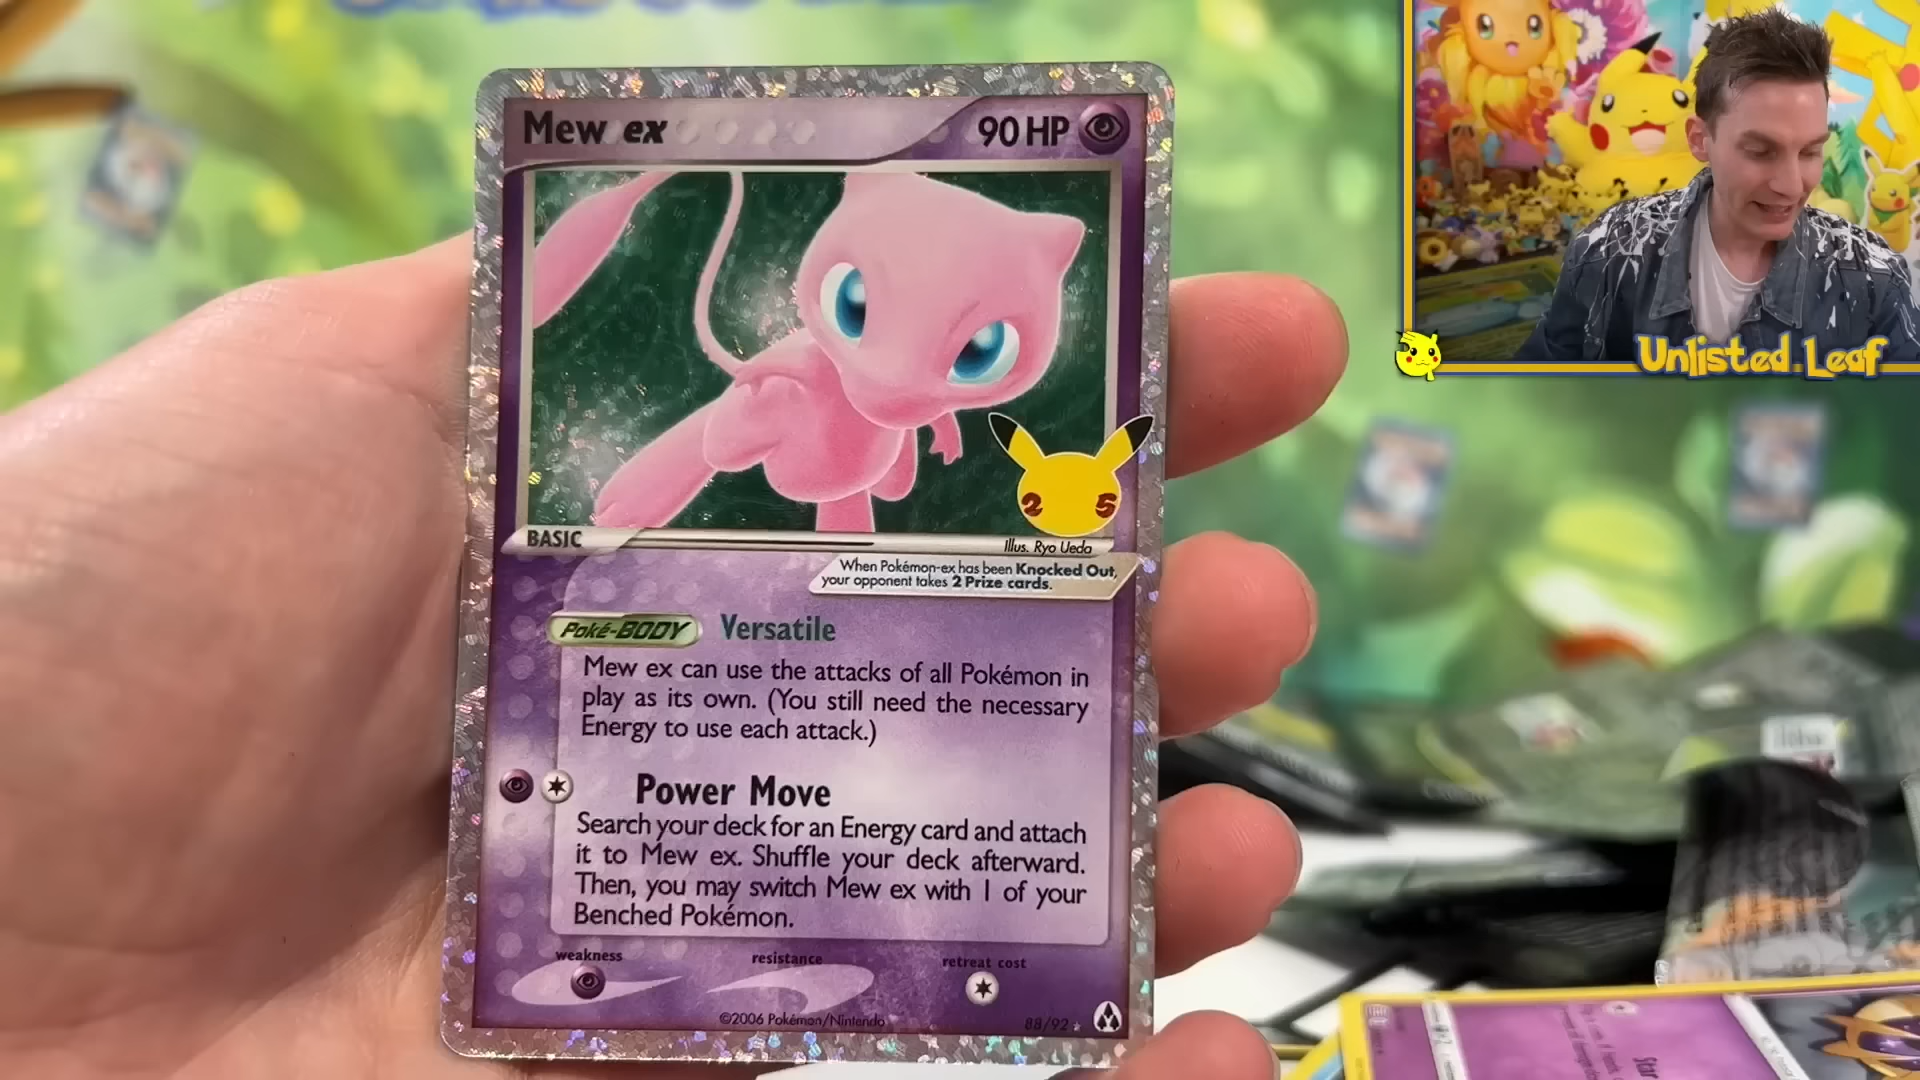 Mew ex
90 HP
Unlisted Leaf
2 5
BASIC
Illus. Ryo Ueda
When Pokémon-ex has been Knocked Out,
your opponent takes 2 Prize cards.
Poké-BODY Versatile
Mew ex can use the attacks of all Pokémon in
play as its own. (You still need the necessary
Energy to use each attack.)
Power Move
Search your deck for an Energy card and attach
it to Mew ex. Shuffle your deck afterward.
Then, you may switch Mew ex with 1 of your
Benched Pokémon.
weakness resistance retreat cost
©2006 Pokémon/Nintendo 88/92